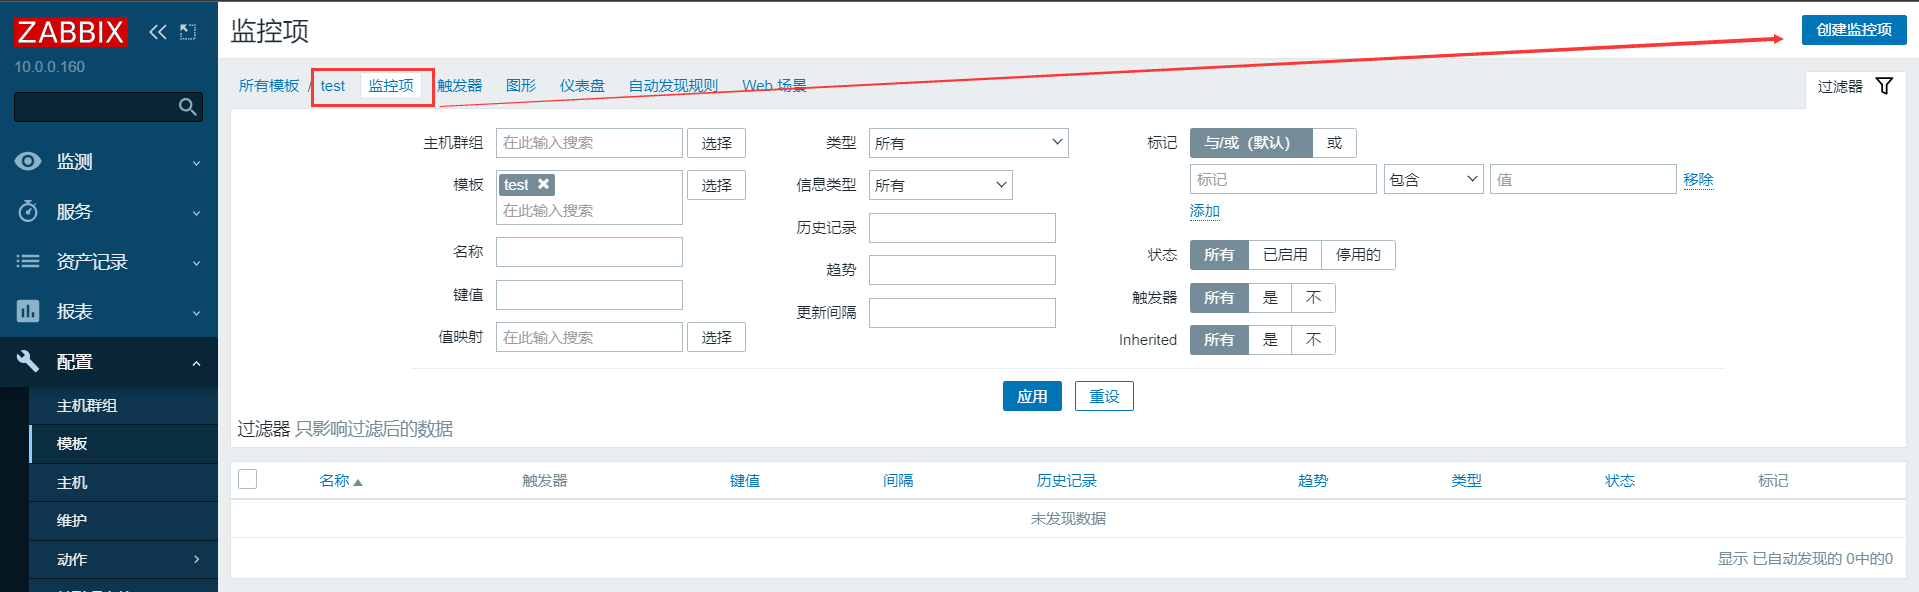 ZABBIX
10.0.0.160
监测
服务
资产记录
报表
配置
主机群组
模板
主机
维护
动作
监控项
创建监控项
所有模板 / test 监控项 触发器 图形 仪表盘 自动发现规则 Web 场景
过滤器
主机群组 在此输入搜索 选择
模板 test 选择
在此输入搜索
名称
键值
值映射 在此输入搜索 选择
类型 所有
信息类型 所有
历史记录
趋势
更新间隔
标记 与/或（默认） 或
标记 包含 值 移除
添加
状态 所有 已启用 停用的
触发器 所有 是 不
Inherited 所有 是 不
应用 重设
过滤器 只影响过滤后的数据
名称 触发器 键值 间隔 历史记录 趋势 类型 状态 标记
未发现数据
显示 已自动发现的 0中的0